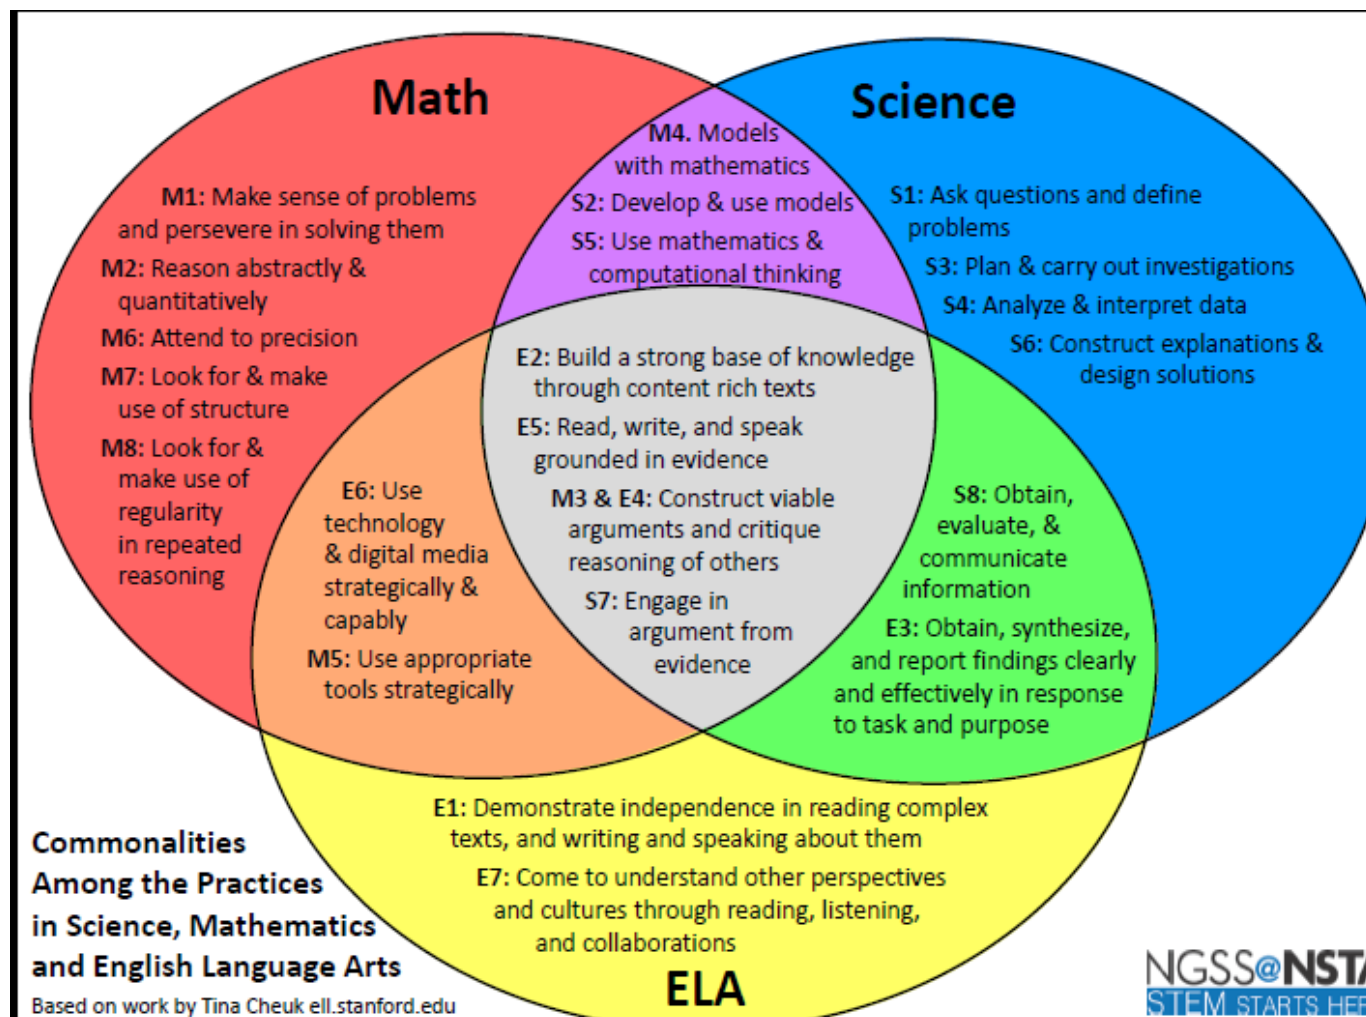 Math
Science
M4. Models
with mathematics
S2: Develop & use models
S5: Use mathematics &
computational thinking
M1: Make sense of problems
and persevere in solving them
M2: Reason abstractly &
quantitatively
M6: Attend to precision
M7: Look for & make
use of structure
M8: Look for &
make use of
regularity
in repeated
reasoning
S1: Ask questions and define
problems
S3: Plan & carry out investigations
S4: Analyze & interpret data
S6: Construct explanations &
design solutions
E2: Build a strong base of knowledge
through content rich texts
E5: Read, write, and speak
grounded in evidence
M3 & E4: Construct viable
arguments and critique
reasoning of others
S7: Engage in
argument from
evidence
E6: Use
technology
& digital media
strategically &
capably
M5: Use appropriate
tools strategically
S8: Obtain,
evaluate, &
communicate
information
E3: Obtain, synthesize,
and report findings clearly
and effectively in response
to task and purpose
E1: Demonstrate independence in reading complex
texts, and writing and speaking about them
E7: Come to understand other perspectives
and cultures through reading, listening,
and collaborations
ELA
Commonalities
Among the Practices
in Science, Mathematics
and English Language Arts
Based on work by Tina Cheuk ell.stanford.edu
NGSS@NSTA
STEM STARTS HER